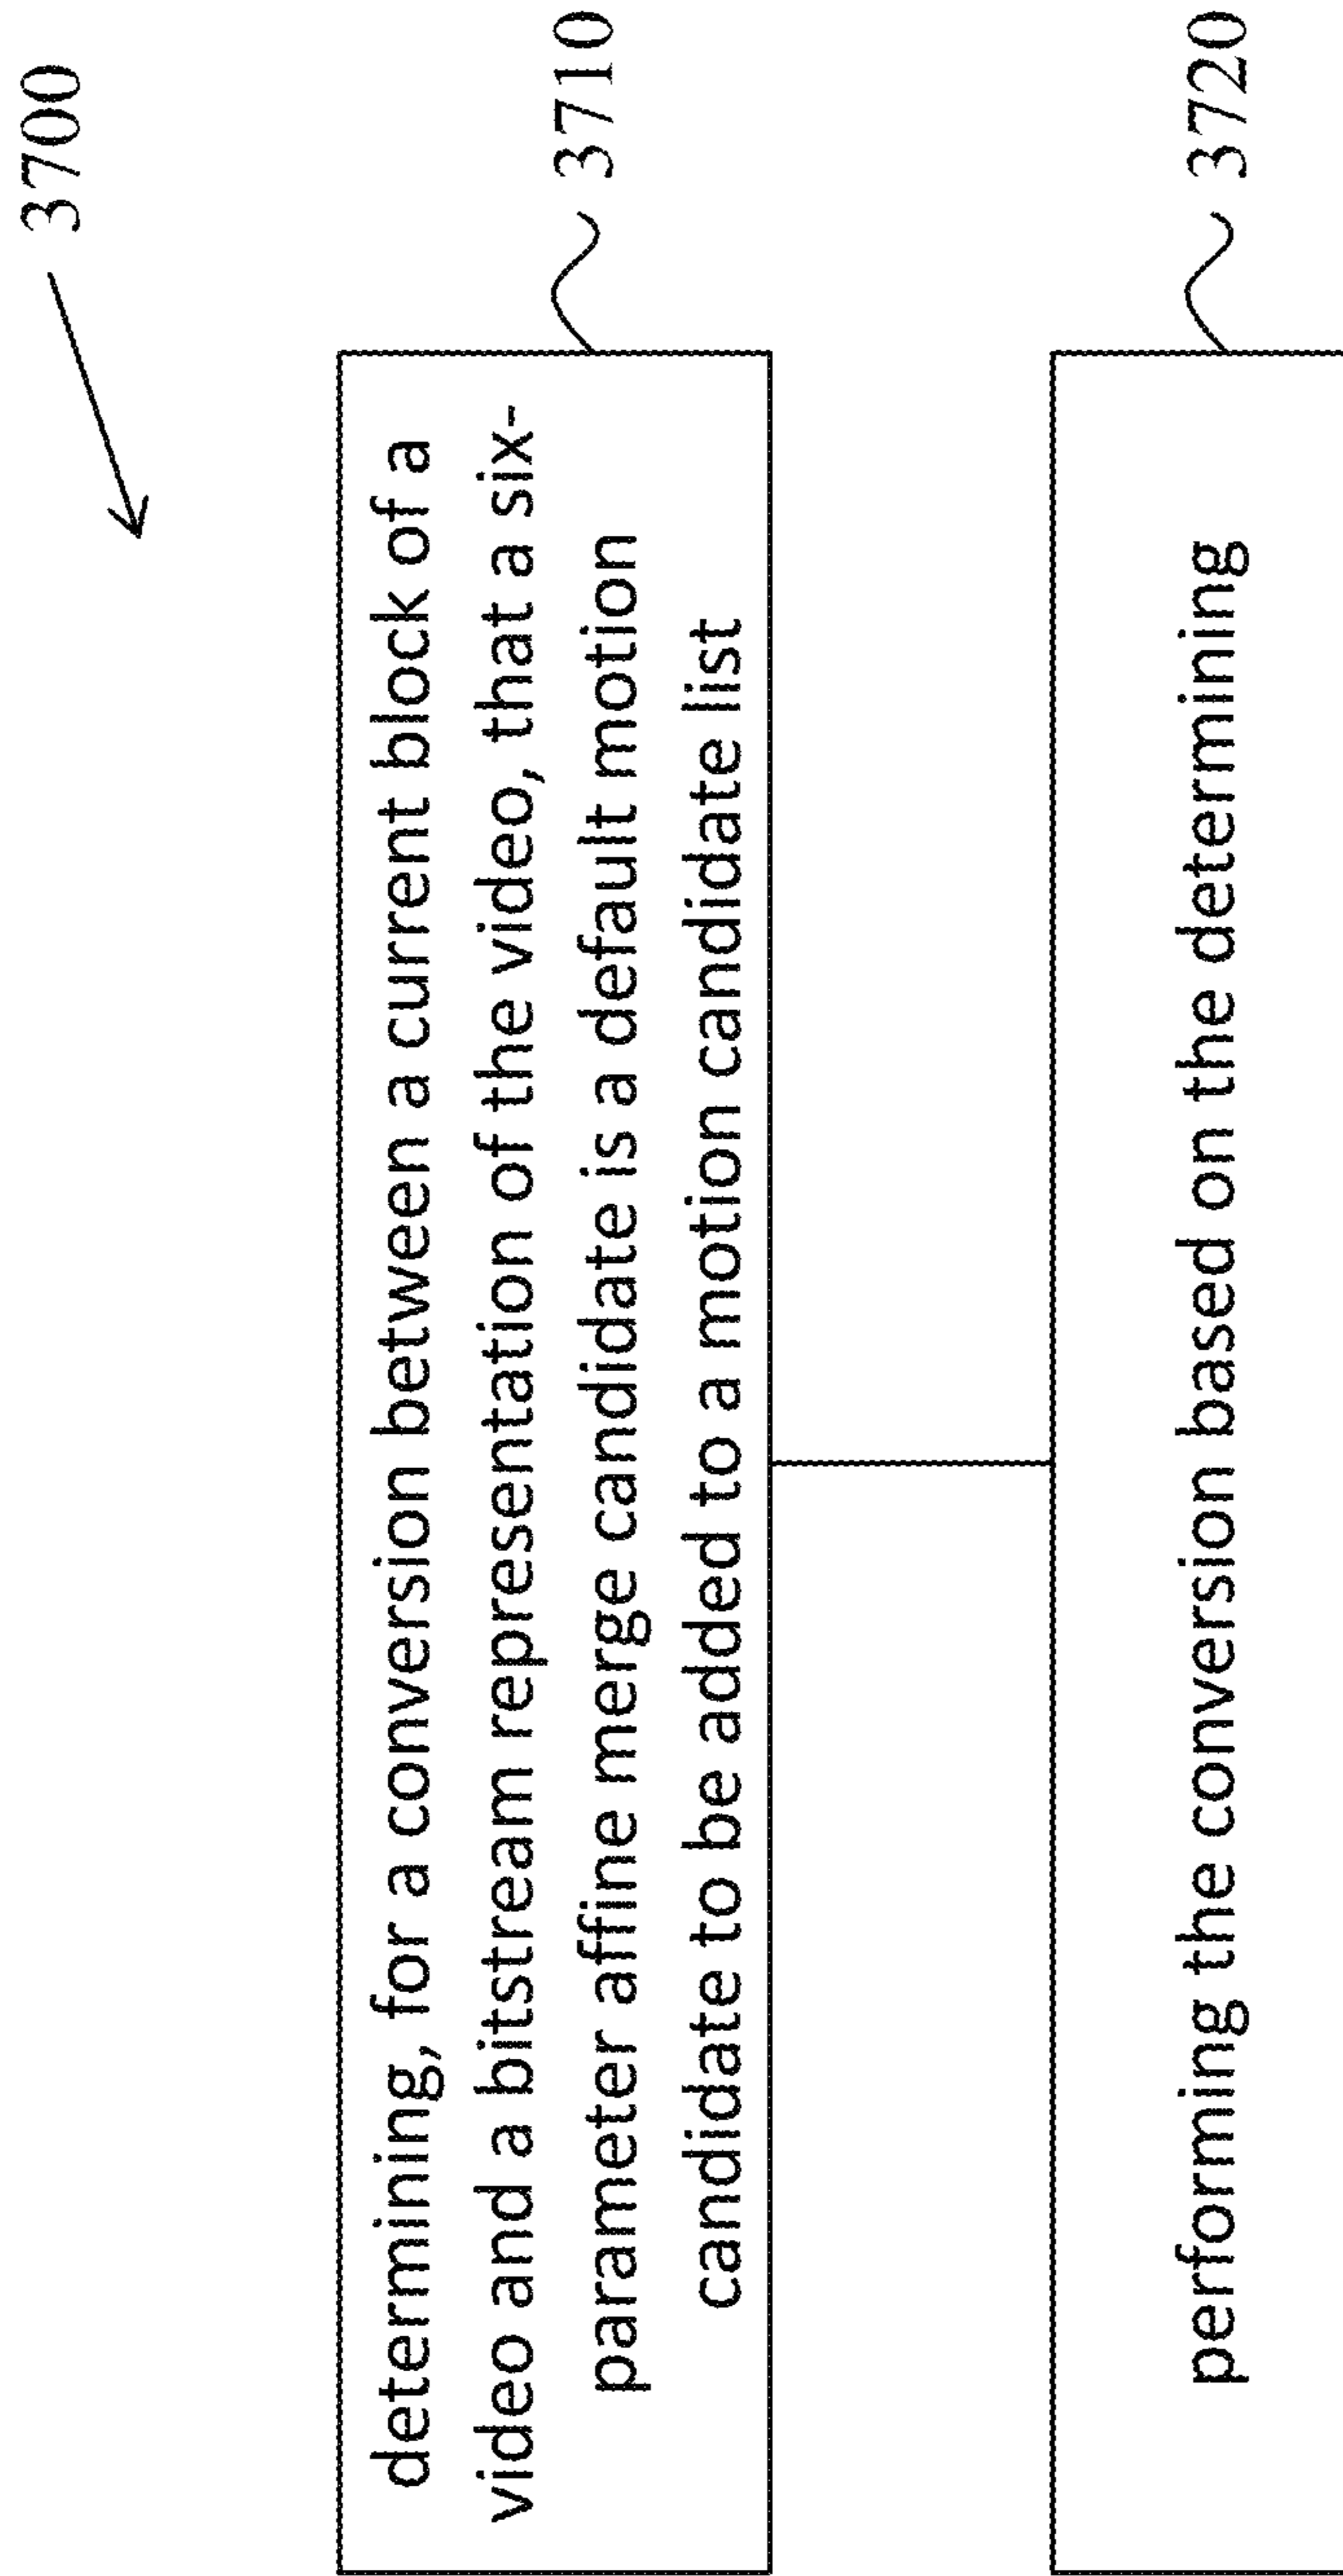 3700
determining, for a conversion between a current block of a
video and a bitstream representation of the video, that a six-
parameter affine merge candidate is a default motion
candidate to be added to a motion candidate list
3710
performing the conversion based on the determining
3720